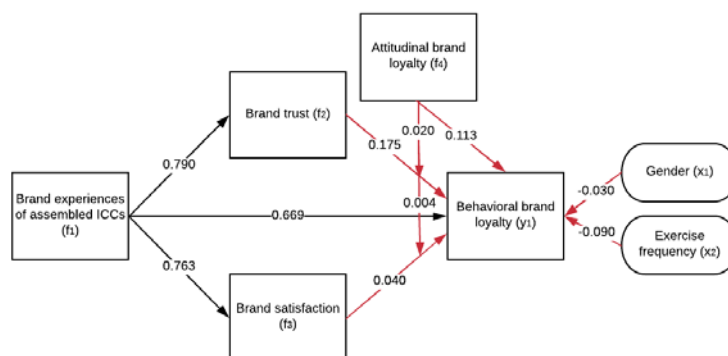 Attitudinal brand
loyalty (f4)
Brand trust (f2)
0.020
0.113
0.175
0.790
Gender (x1)
-0.030
Brand experiences
of assembled ICCs
(f1)
0.669
0.004
Behavioral brand
loyalty (y1)
-0.090
Exercise
frequency (x2)
0.763
0.040
Brand satisfaction
(f3)